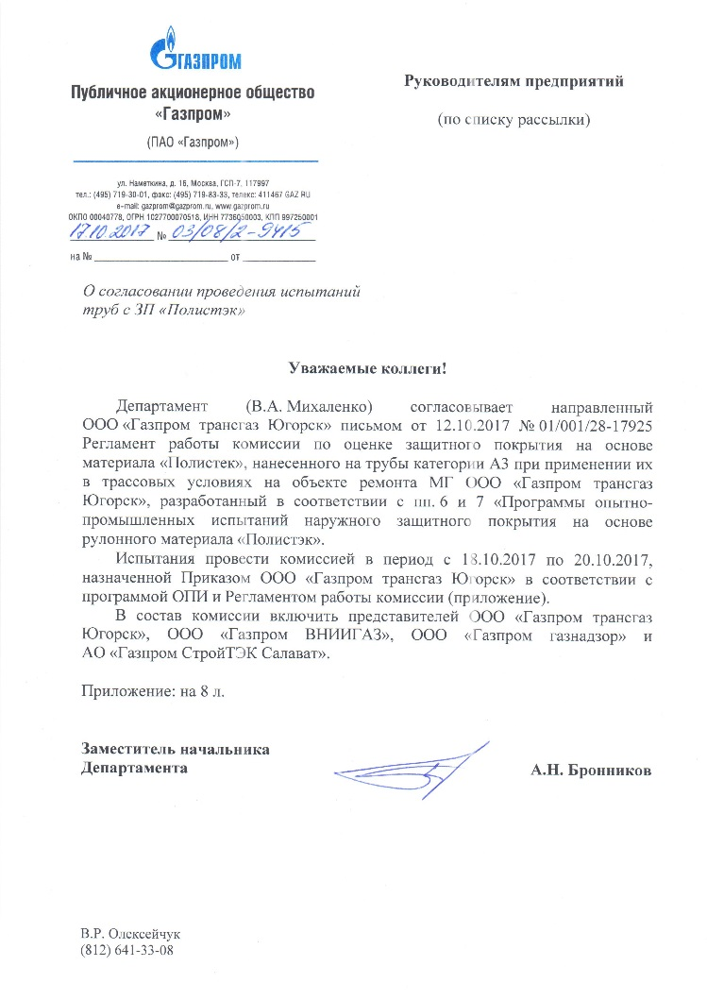 ГАЗПРОМ
Публичное акционерное общество
«Газпром»
(ПАО «Газпром»)
ул. Наметкина, д. 16, Москва, ГСП-7, 117997
тел.: (495) 719-30-01, факс: (495) 719-83-33, телекс: 411467 GAZ RU
e-mail: gazprom@gazprom.ru, www.gazprom.ru
ОКПО 00040778, ОГРН 1027700070518, ИНН 7736050003, КПП 997250001
17.10.2017 № 03/08/2-9415
на № от
Руководителям предприятий
(по списку рассылки)
О согласовании проведения испытаний
труб с ЗП «Полистэк»
Уважаемые коллеги!
Департамент (В.А. Михаленко) согласовывает направленный
ООО «Газпром трансгаз Югорск» письмом от 12.10.2017 № 01/001/28-17925
Регламент работы комиссии по оценке защитного покрытия на основе
материала «Полистек», нанесенного на трубы категории А3 при применении их
в трассовых условиях на объекте ремонта МГ ООО «Газпром трансгаз
Югорск», разработанный в соответствии с пп. 6 и 7 «Программы опытно-
промышленных испытаний наружного защитного покрытия на основе
рулонного материала «Полистэк».
Испытания провести комиссией в период с 18.10.2017 по 20.10.2017,
назначенной Приказом ООО «Газпром трансгаз Югорск» в соответствии с
программой ОПИ и Регламентом работы комиссии (приложение).
В состав комиссии включить представителей ООО «Газпром трансгаз
Югорск», ООО «Газпром ВНИИГАЗ», ООО «Газпром газнадзор» и
АО «Газпром СтройТЭК Салават».
Приложение: на 8 л.
Заместитель начальника
Департамента
А.Н. Бронников
В.Р. Олексейчук
(812) 641-33-08